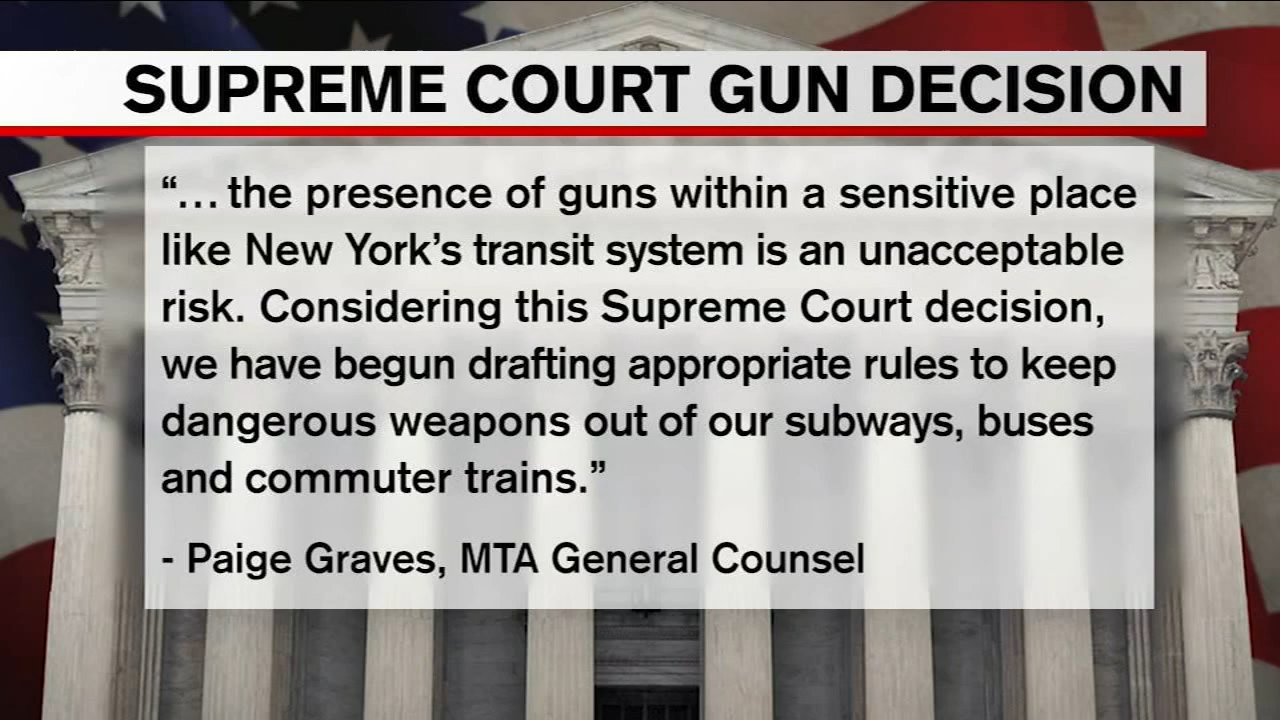 SUPREME COURT GUN DECISION
“... the presence of guns within a sensitive place
like New York’s transit system is an unacceptable
risk. Considering this Supreme Court decision,
we have begun drafting appropriate rules to keep
dangerous weapons out of our subways, buses
and commuter trains.”
- Paige Graves, MTA General Counsel